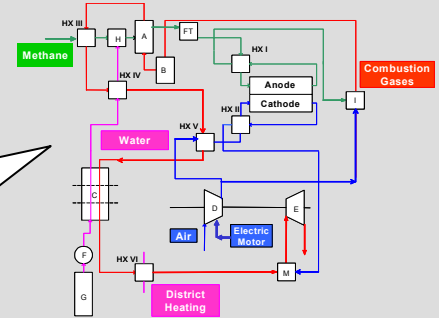 HX III
H
A
FT
HX I
Methane
B
Combustion
Gases
HX IV
Anode
Cathode
I
HX II
HX V
Water
C
D
E
Air
Electric
Motor
F
HX VI
M
G
District
Heating